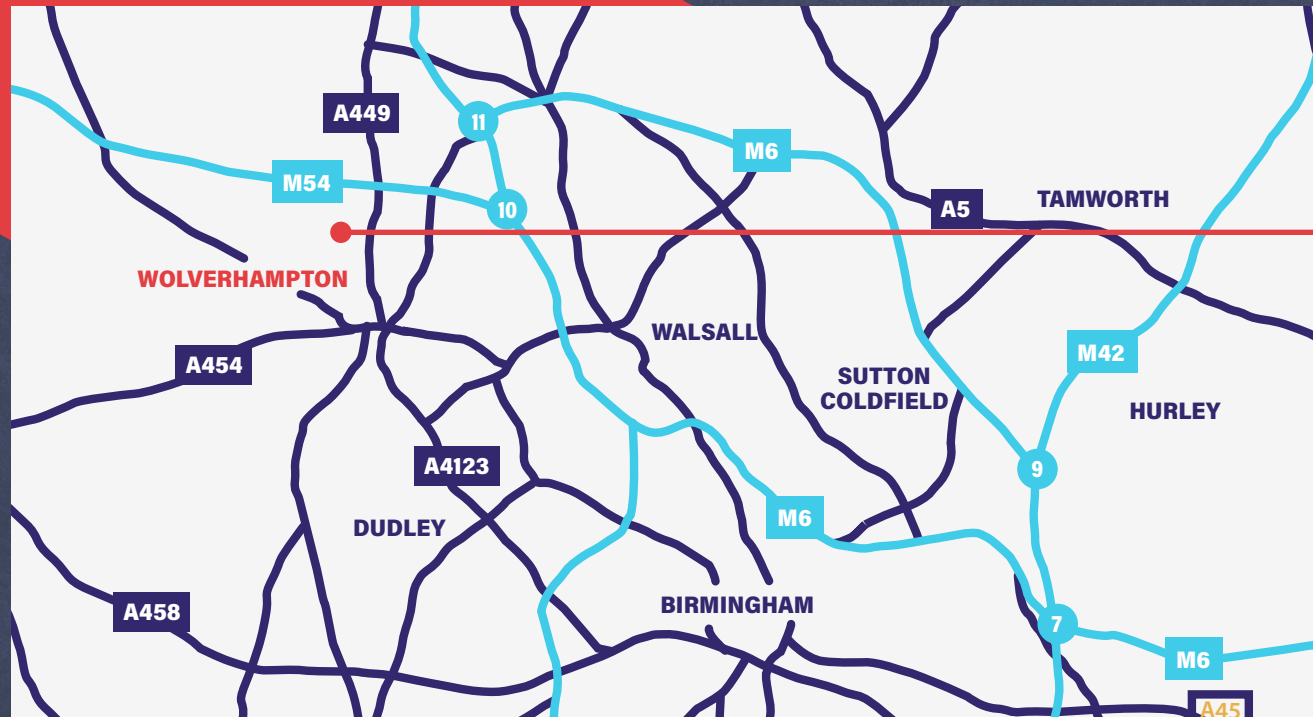 A449
11
M6
M54
TAMWORTH
A5
10
WOLVERHAMPTON
WALSALL
M42
A454
SUTTON
COLDFIELD
HURLEY
A4123
9
M6
DUDLEY
BIRMINGHAM
A458
7
M6
A45